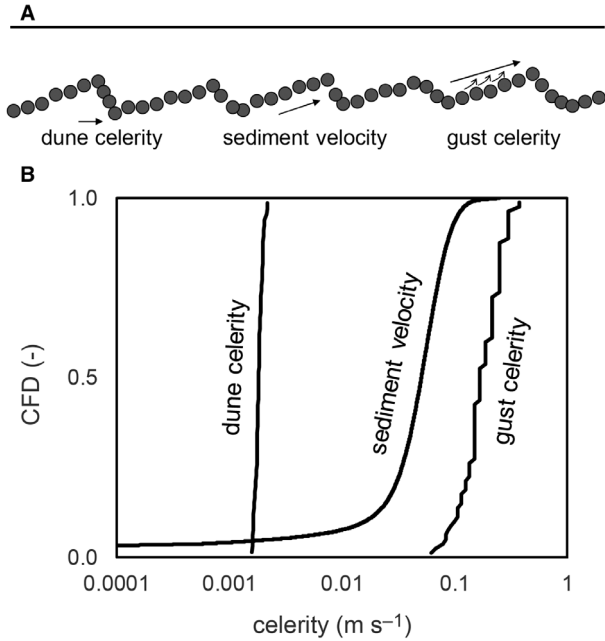 A
dune celerity
sediment velocity
gust celerity
B
1.0
0.5
0.0
CFD (-)
dune celerity
sediment velocity
gust celerity
0.0001
0.001
0.01
0.1
1
celerity (m s⁻¹)